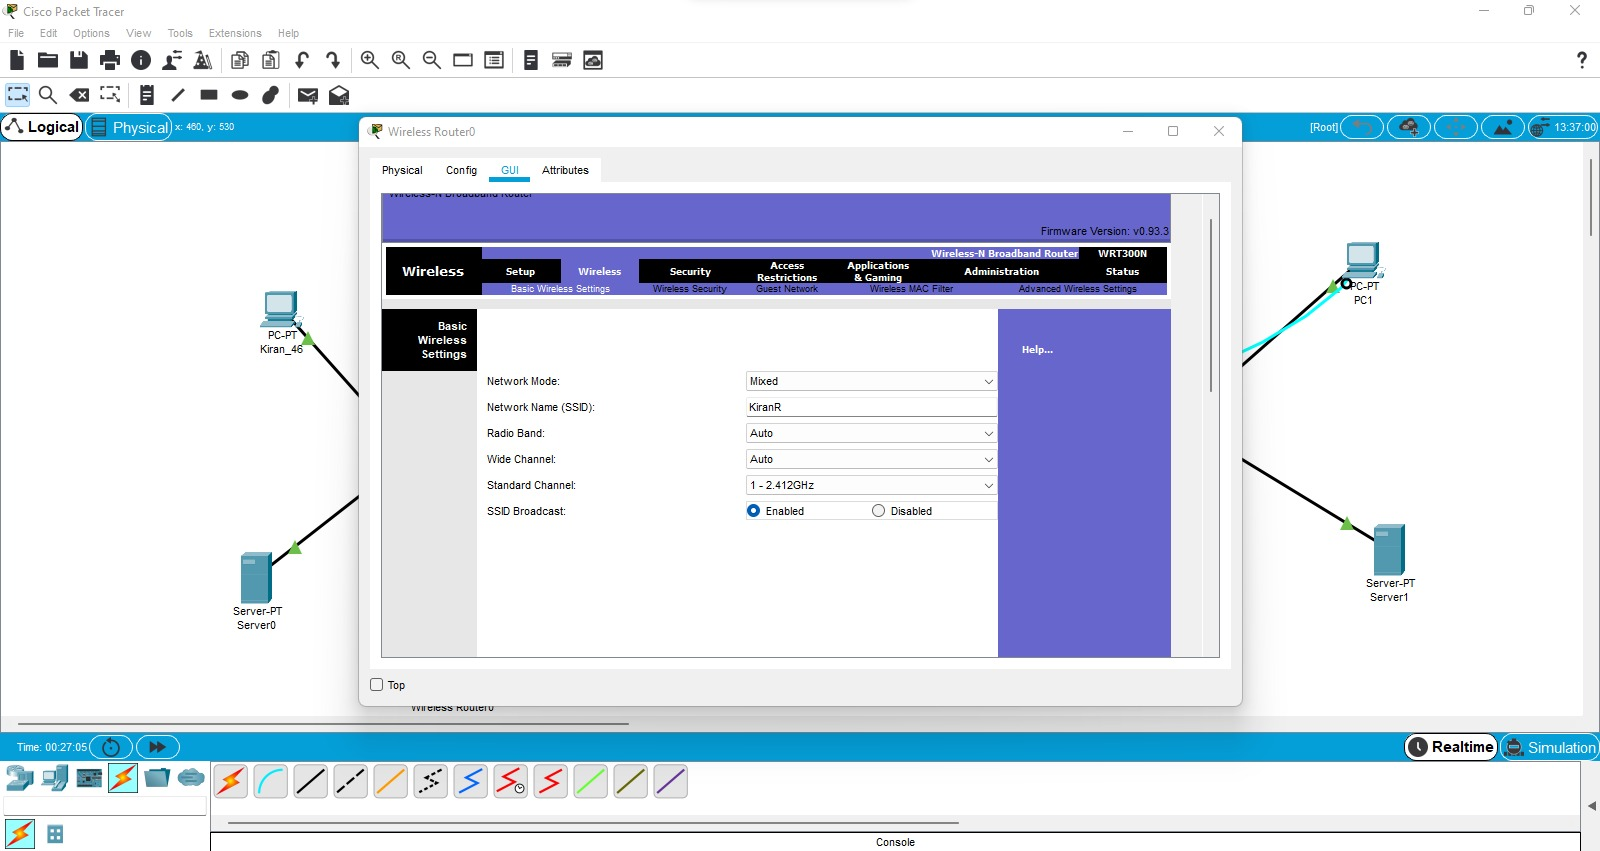 Cisco Packet Tracer
File Edit Options View Tools Extensions Help
Logical Physical x: 460, y: 530 [Root] 13:37:00
Wireless Router0
Physical Config GUI Attributes
Wireless-N Broadband Router
Firmware Version: v0.93.3
Wireless-N Broadband Router WRT300N
Wireless Setup Wireless Security Access Restrictions Applications & Gaming Administration Status
Basic Wireless Settings Wireless Security Guest Network Wireless MAC Filter Advanced Wireless Settings
Basic
Wireless
Settings
Help...
Network Mode: Mixed
Network Name (SSID): KiranR
Radio Band: Auto
Wide Channel: Auto
Standard Channel: 1 - 2.412GHz
SSID Broadcast: Enabled Disabled
Top
PC-PT
Kiran_46
Server-PT
Server0
PC-PT
PC1
Server-PT
Server1
Wireless Router0
Time: 00:27:05 Realtime Simulation
Console